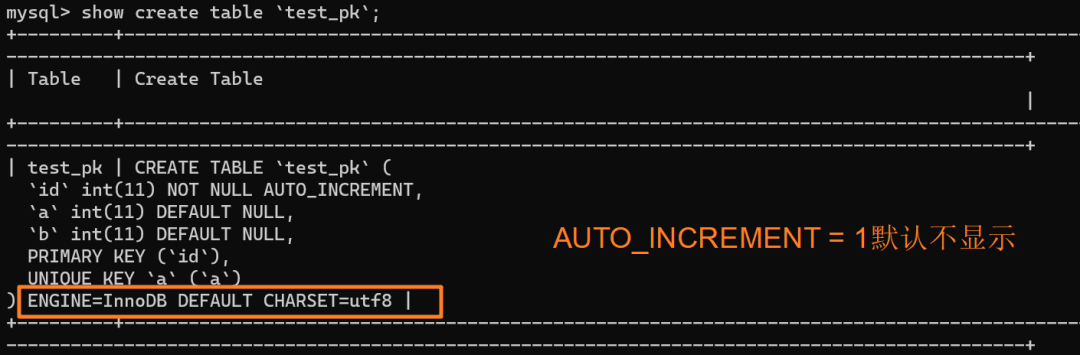 mysql> show create table `test_pk`;
+---------+----------------------------------------------------------------------------------------
------------------------------------------------------------------------------------------------+
| Table   | Create Table
|
+---------+----------------------------------------------------------------------------------------
------------------------------------------------------------------------------------------------+
| test_pk | CREATE TABLE `test_pk` (
`id` int(11) NOT NULL AUTO_INCREMENT,
`a` int(11) DEFAULT NULL,
`b` int(11) DEFAULT NULL,
AUTO_INCREMENT = 1默认不显示
PRIMARY KEY (`id`),
UNIQUE KEY `a` (`a`)
) ENGINE=InnoDB DEFAULT CHARSET=utf8 |
+---------+----------------------------------------------------------------------------------------
------------------------------------------------------------------------------------------------+